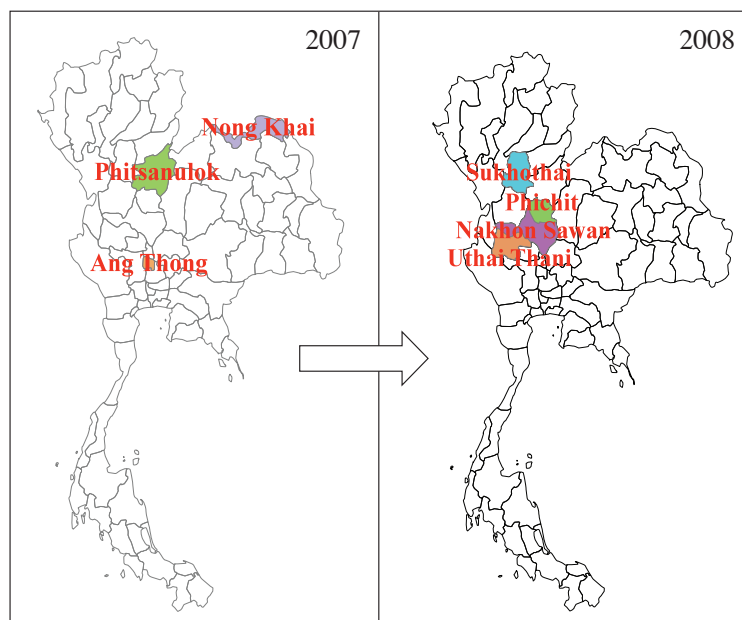 2007
Nong Khai
Phitsanulok
Ang Thong
2008
Sukhothai
Phichit
Nakhon Sawan
Uthai Thani